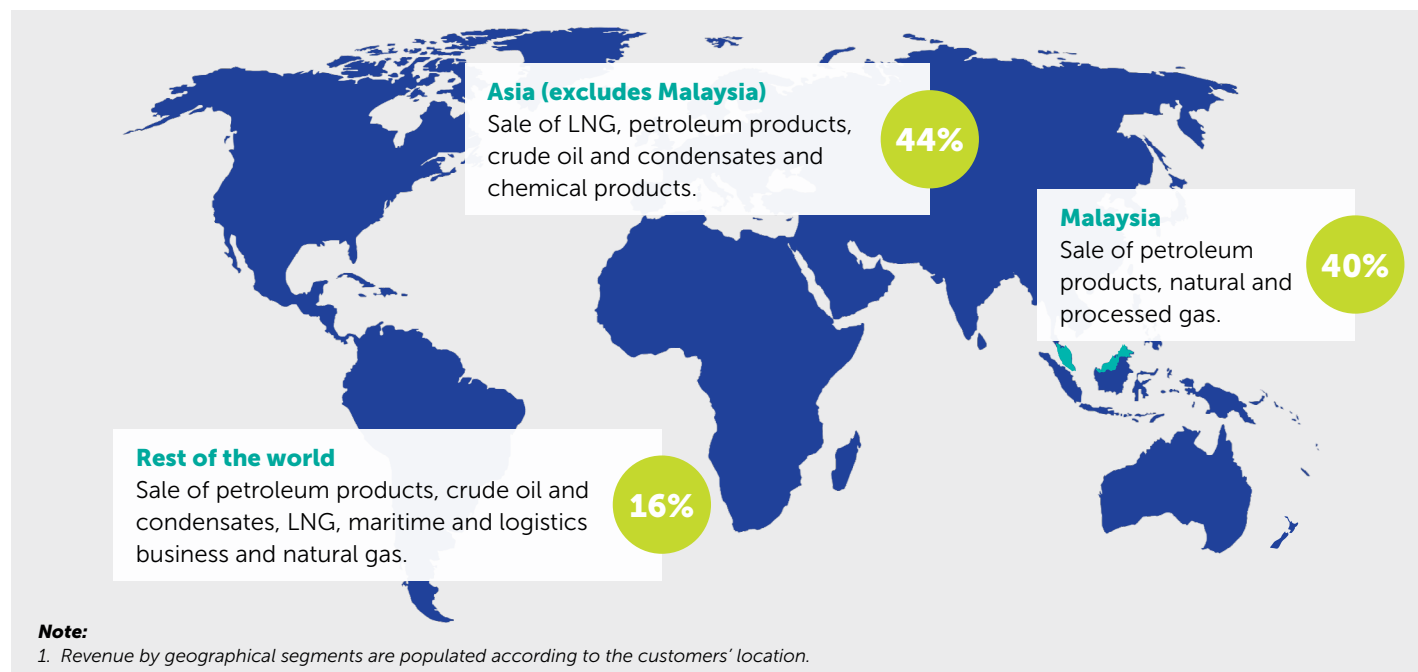 Asia (excludes Malaysia)
Sale of LNG, petroleum products,
crude oil and condensates and
chemical products.
44%
Malaysia
Sale of petroleum
products, natural and
processed gas.
40%
Rest of the world
Sale of petroleum products, crude oil and
condensates, LNG, maritime and logistics
business and natural gas.
16%
Note:
1. Revenue by geographical segments are populated according to the customers' location.